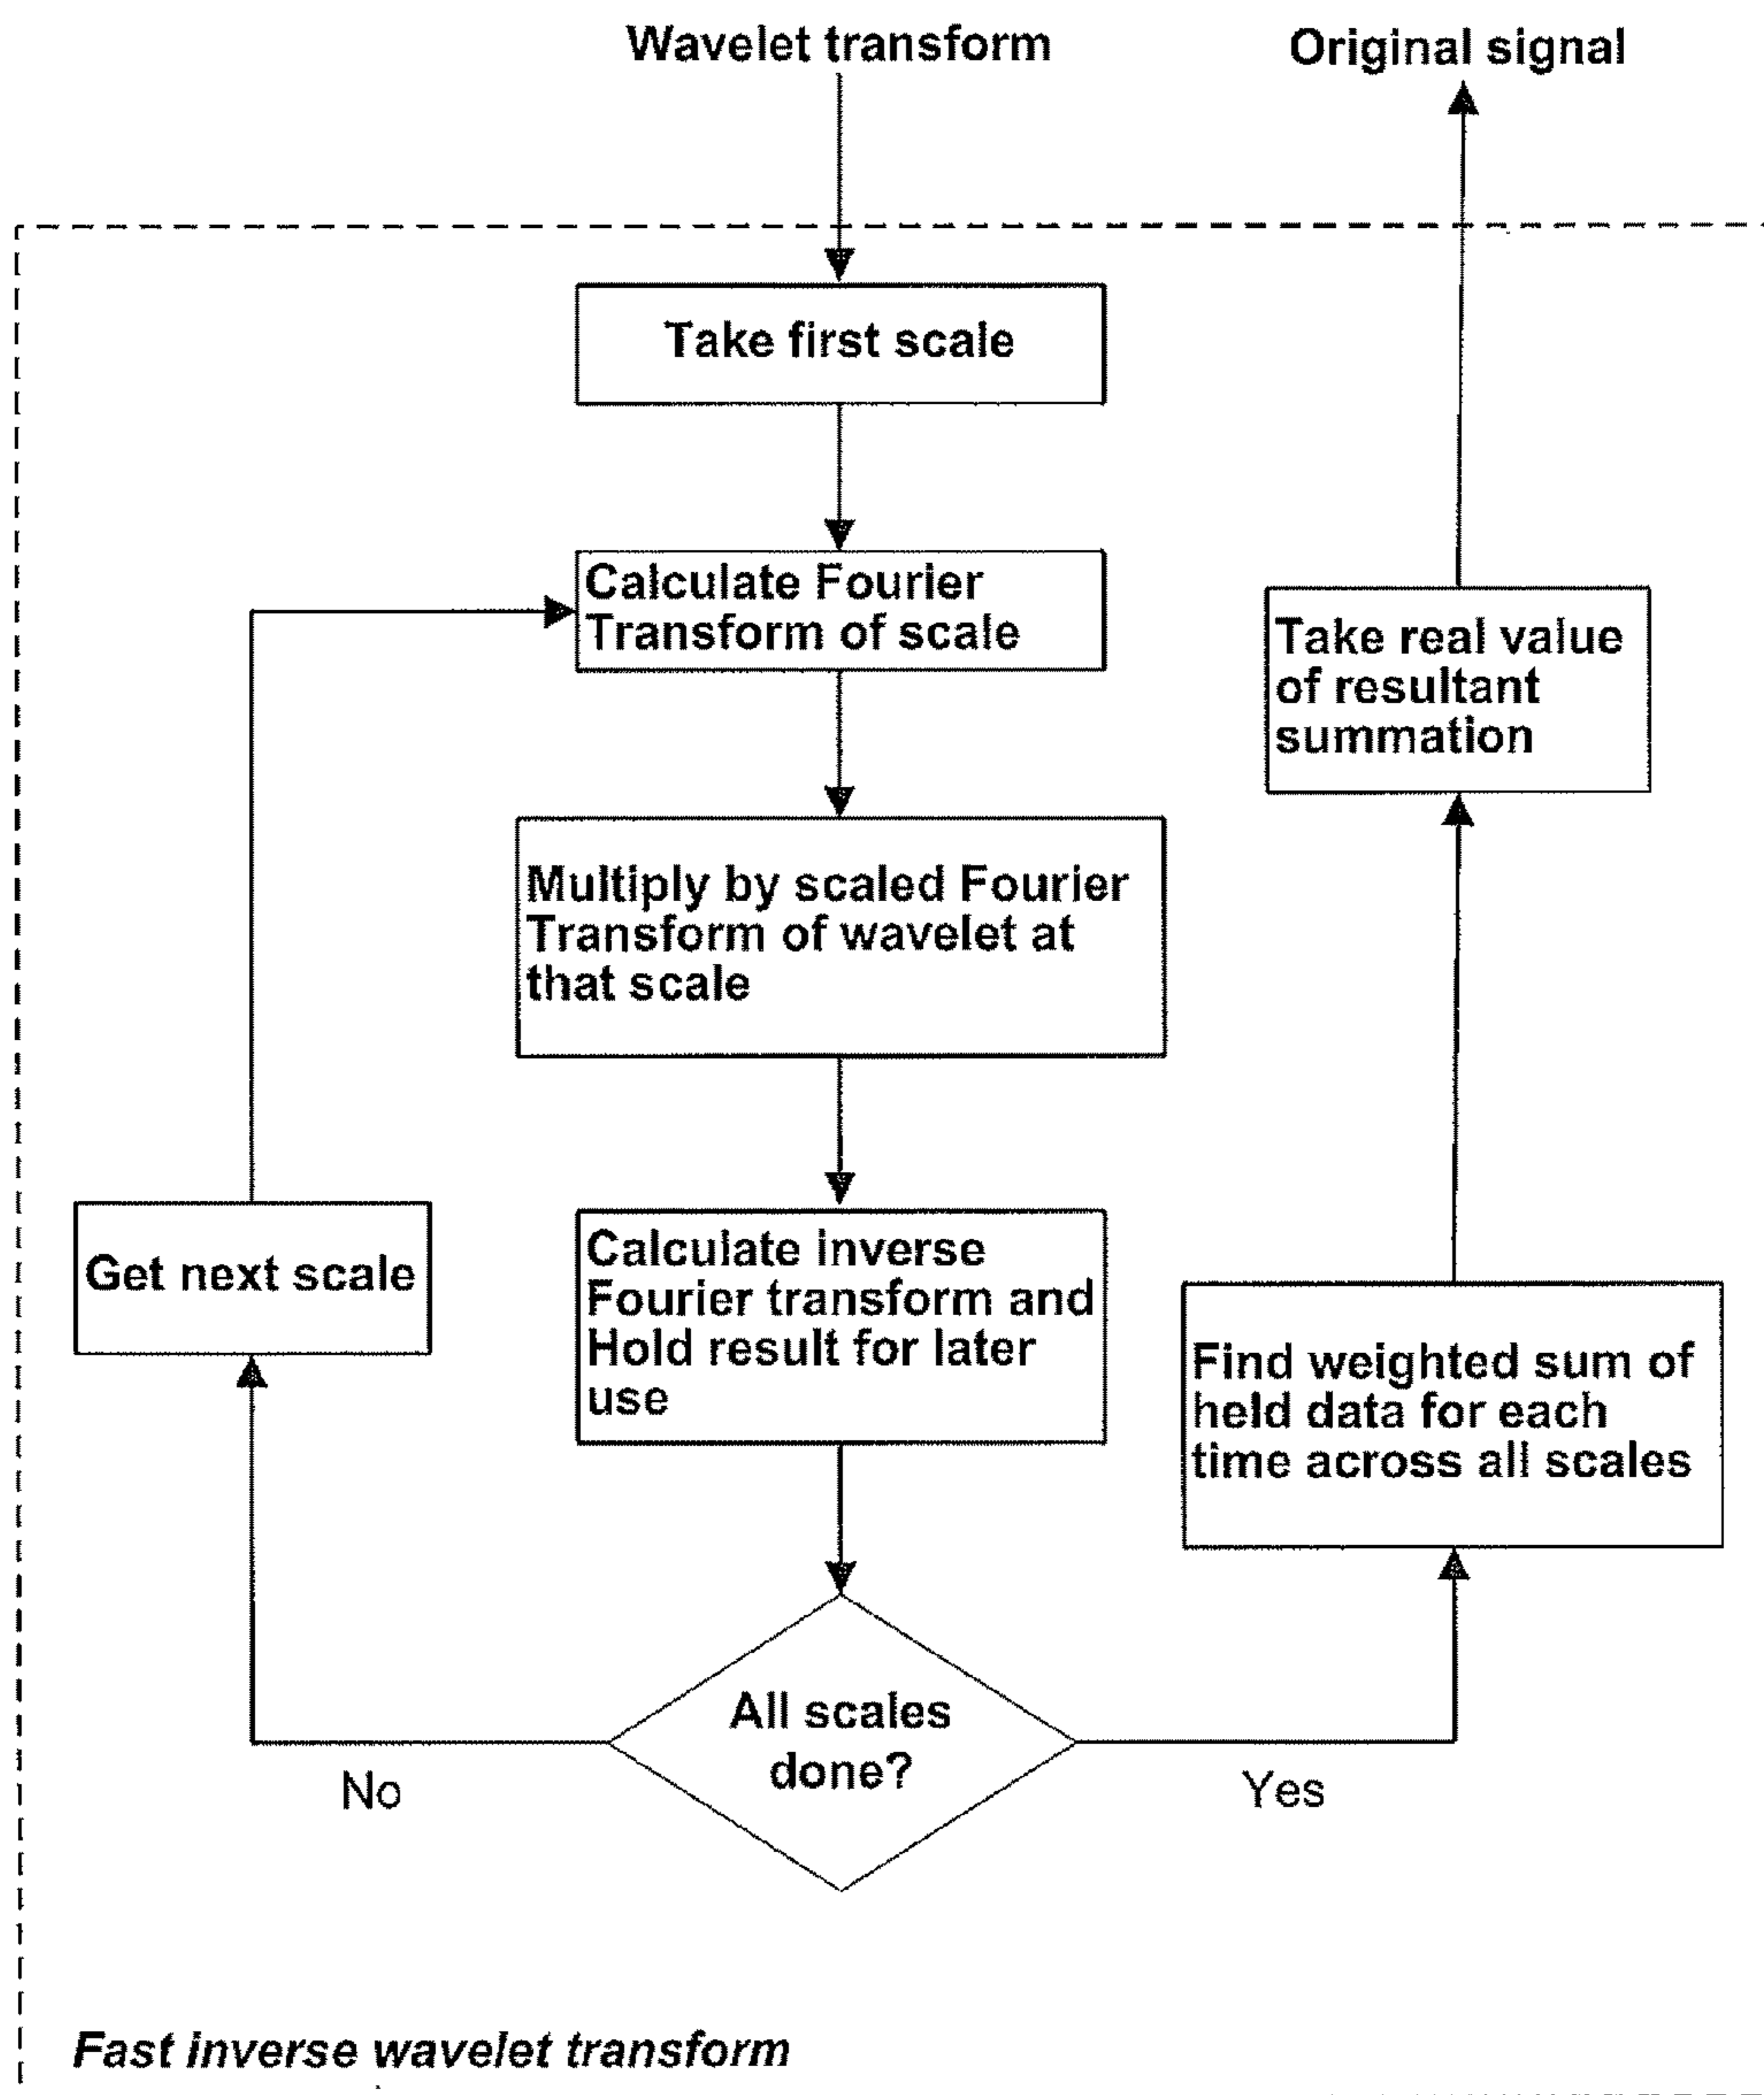 Wavelet transform
Original signal
Take first scale
Calculate Fourier
Transform of scale
Take real value
of resultant
summation
Multiply by scaled Fourier
Transform of wavelet at
that scale
Get next scale
Calculate inverse
Fourier transform and
Hold result for later
use
Find weighted sum of
held data for each
time across all scales
All scales
done?
No
Yes
Fast inverse wavelet transform